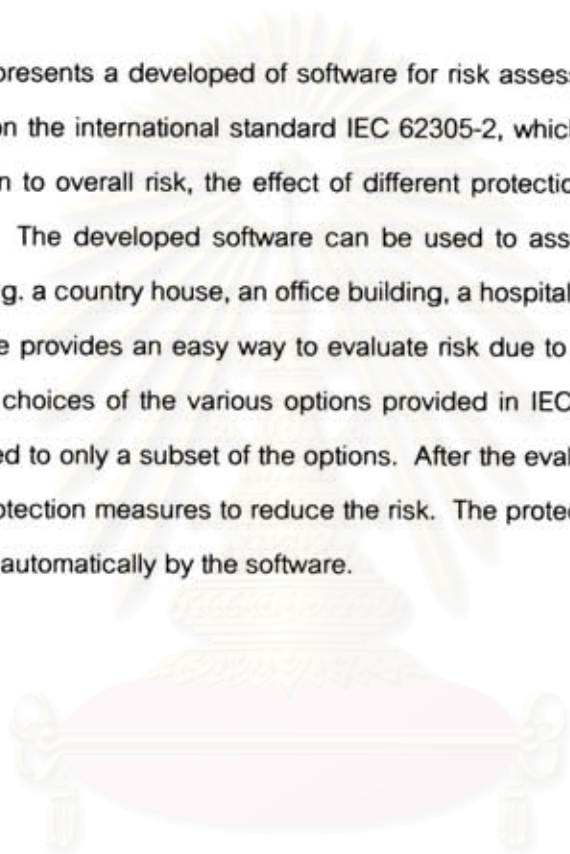 presents a developed of software for risk assess
on the international standard IEC 62305-2, which
n to overall risk, the effect of different protectio
The developed software can be used to ass
g. a country house, an office building, a hospital
e provides an easy way to evaluate risk due to
choices of the various options provided in IEC
ed to only a subset of the options. After the eval
otection measures to reduce the risk. The protec
automatically by the software.